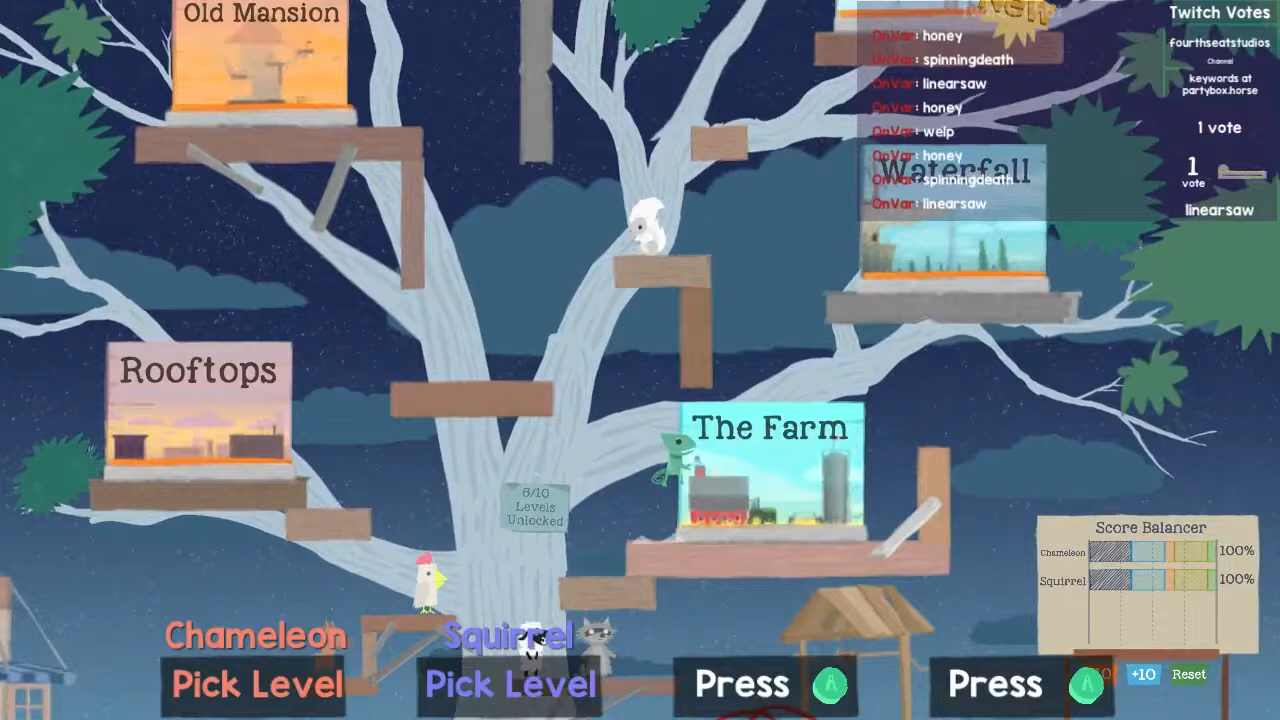 Old Mansion
OnVar: honey
OnVar: spinningdeath
OnVar: linearsaw
OnVar: honey
OnVar: welp
OnVar: honey
OnVar: spinningdeath
OnVar: linearsaw
Waterfall
Twitch Votes
fourthseatstudios
Channel
keywords at
partybox.horse
1 vote
1
vote
linearsaw
Rooftops
The Farm
6/10
Levels
Unlocked
Score Balancer
Chameleon 100%
Squirrel 100%
+10 Reset
Chameleon
Pick Level
Squirrel
Pick Level
Press A
Press A